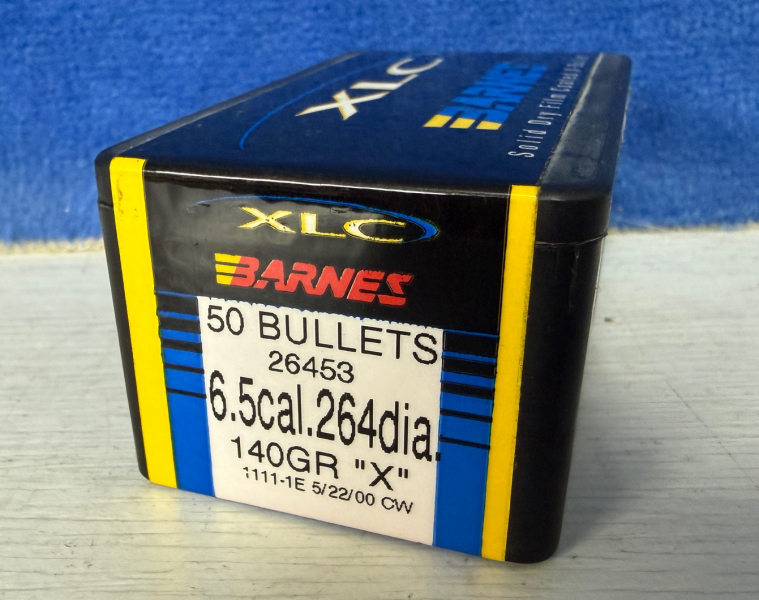 XLC
BARNES
Solid Dry Film Coated X-Bullet
XLC
BARNES
50 BULLETS
26453
6.5cal.264dia.
140GR "X"
1111-1E 5/22/00 CW